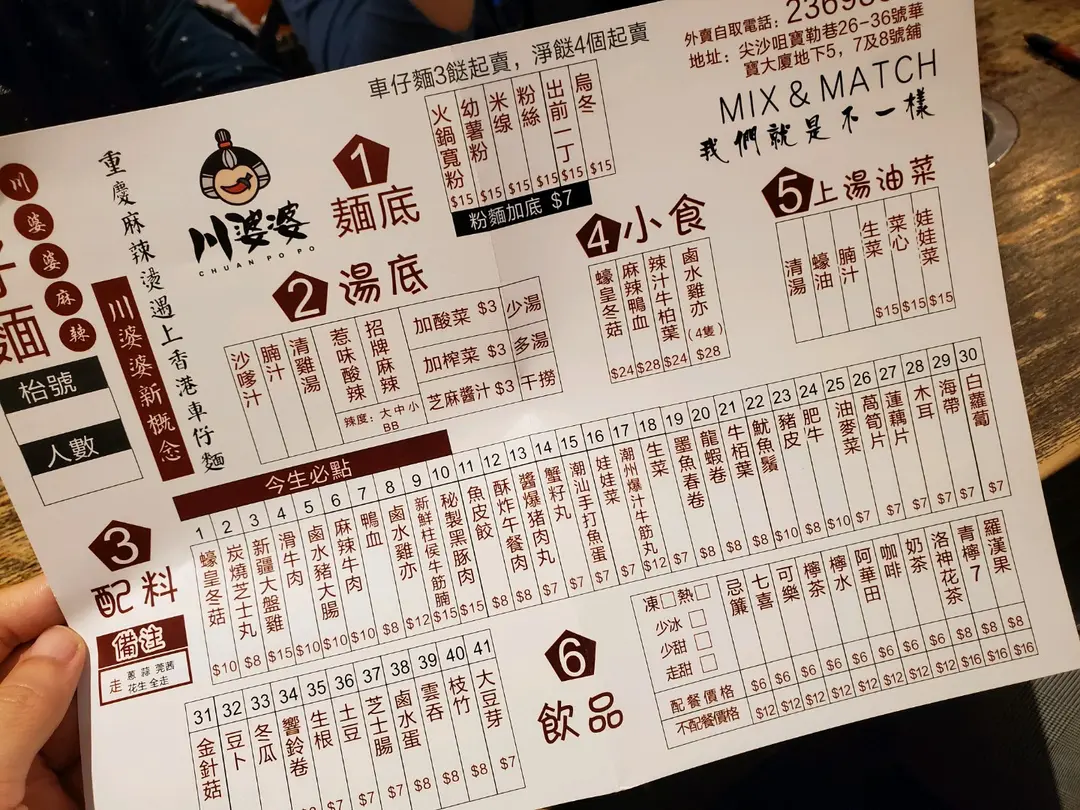 車仔麵3餸起賣，淨餸4個起賣
外賣自取電話：
地址：尖沙咀寶勒巷26-36號華
寶大廈地下5，7及8號舖
MIX & MATCH
我們就是不一樣
川婆婆麻辣
麵
枱號
人數
重慶麻辣燙遇上香港車仔麵
川婆婆新概念
川婆婆
CHUAN PO PO
1 麵底
火鍋寬粉 $15
幼薯粉 $15
米線 $15
粉絲 $15
出前一丁 $15
烏冬 $15
粉麵加底 $7
2 湯底
沙嗲汁
腩汁
清雞湯
惹味酸辣
招牌麻辣
辣度：大中小
BB
加酸菜 $3
加榨菜 $3
芝麻醬汁 $3
少湯
多湯
干撈
4 小食
蠔皇冬菇 $24
麻辣鴨血 $28
辣汁牛柏葉 $24
鹵水雞亦(4隻) $28
5 上湯油菜
清湯
蠔油
腩汁
生菜 $15
菜心 $15
娃娃菜 $15
3 配料
備注
走 蔥 蒜 芫茜
花生 全走
今生必點
1 蠔皇冬菇 $10
2 炭燒芝士丸 $8
3 新疆大盤雞 $15
4 滑牛肉 $10
5 鹵水豬大腸 $10
6 麻辣牛肉 $10
7 鴨血 $8
8 鹵水雞亦 $12
9 新鮮柱侯牛筋腩 $15
10 秘製黑豚肉 $15
11 魚皮餃 $8
12 酥炸牛餐肉 $8
13 醬爆豬肉丸 $7
14 蟹籽丸 $7
15 潮汕手打魚蛋 $7
16 娃娃菜 $7
17 潮州爆汁牛筋丸 $12
18 生菜 $7
19 墨魚春卷 $8
20 龍蝦卷 $8
21 牛栢葉 $8
22 魷魚鬚 $10
23 豬皮 $8
24 肥牛 $10
25 油麥菜 $7
26 萵筍片 $7
27 蓮藕片 $7
28 木耳 $7
29 海帶 $7
30 白蘿蔔 $7
31 金針菇
32 豆卜
33 冬瓜
34 響鈴卷
35 生根
36 土豆 $7
37 芝士腸 $7
38 鹵水蛋 $8
39 雲吞 $8
40 枝竹 $8
41 大豆芽 $7
6 飲品
凍 熱
少冰
少甜
走甜
配餐價格
不配餐價格
忌簾 $6 $12
七喜 $6 $12
可樂 $6 $12
檸茶 $6 $12
檸水 $6 $12
阿華田 $6 $12
咖啡 $6 $12
奶茶 $6 $12
洛神花茶 $8 $16
青檸7 $8 $16
羅漢果 $8 $16